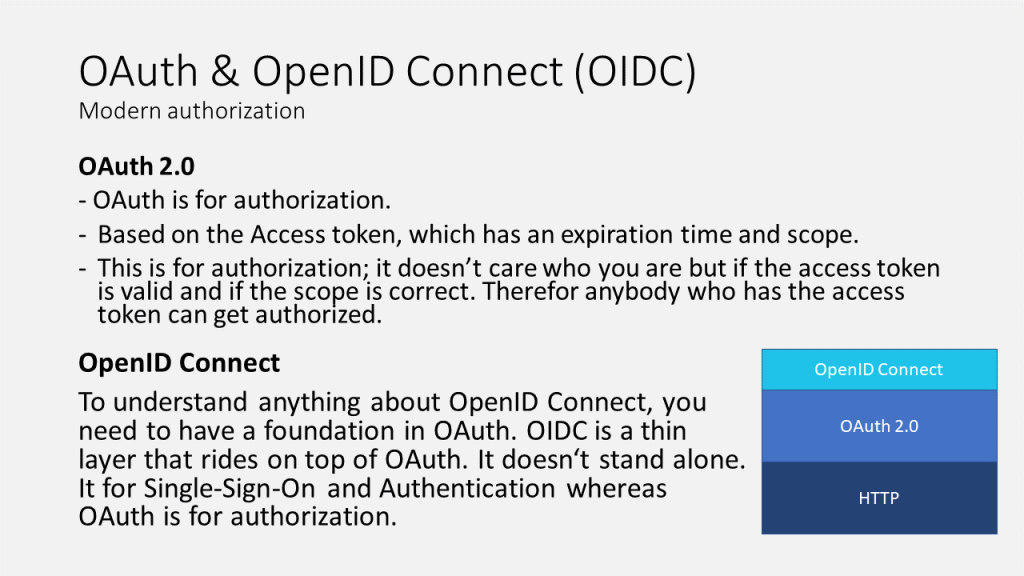 OAuth & OpenID Connect (OIDC)
Modern authorization
OAuth 2.0
- OAuth is for authorization.
- Based on the Access token, which has an expiration time and scope.
- This is for authorization; it doesn’t care who you are but if the access token
is valid and if the scope is correct. Therefor anybody who has the access
token can get authorized.
OpenID Connect
To understand anything about OpenID Connect, you
need to have a foundation in OAuth. OIDC is a thin
layer that rides on top of OAuth. It doesn‘t stand alone.
It for Single-Sign-On and Authentication whereas
OAuth is for authorization.
OpenID Connect
OAuth 2.0
HTTP